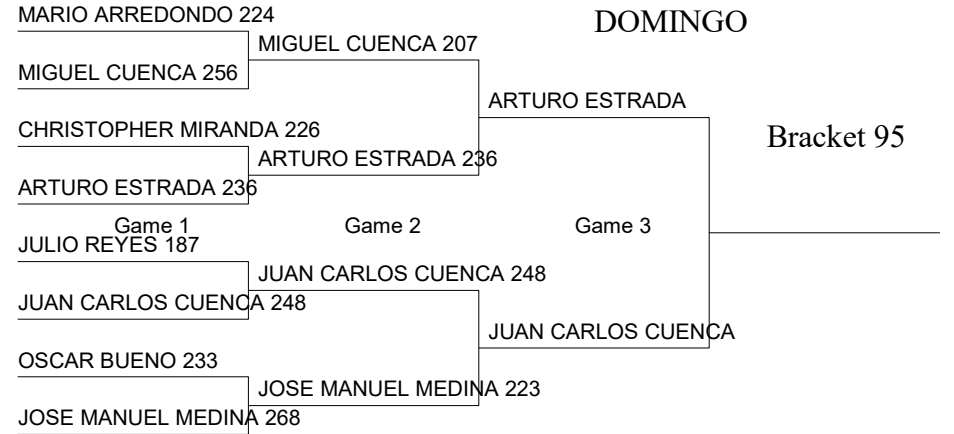 MARIO ARREDONDO 224
DOMINGO
MIGUEL CUENCA 207
MIGUEL CUENCA 256
ARTURO ESTRADA
CHRISTOPHER MIRANDA 226
Bracket 95
ARTURO ESTRADA 236
ARTURO ESTRADA 236
Game 1
Game 2
Game 3
JULIO REYES 187
JUAN CARLOS CUENCA 248
JUAN CARLOS CUENCA 248
JUAN CARLOS CUENCA
OSCAR BUENO 233
JOSE MANUEL MEDINA 223
JOSE MANUEL MEDINA 268